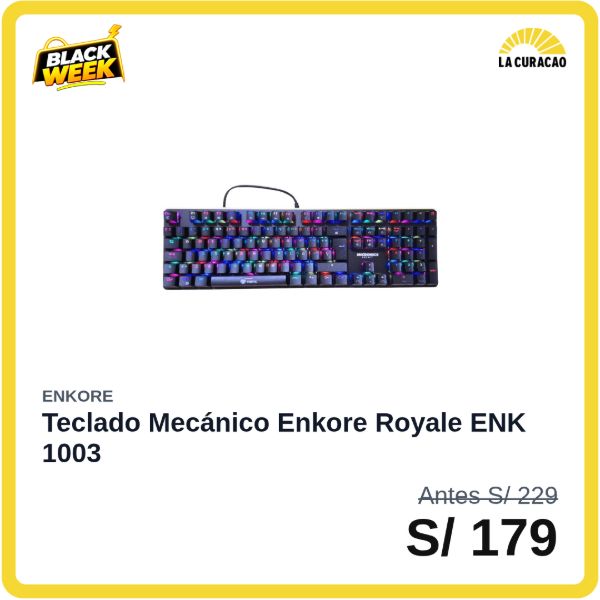 BLACK
WEEK
LA CURACAO
ENKORE
Teclado Mecánico Enkore Royale ENK
1003
Antes S/ 229
S/ 179